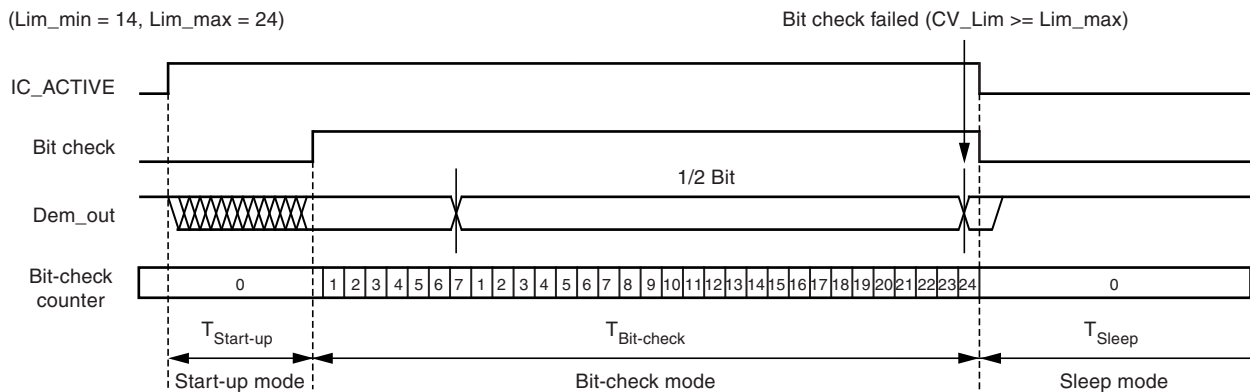 (Lim_min = 14, Lim_max = 24)
Bit check failed (CV_Lim >= Lim_max)
IC_ACTIVE
Bit check
1/2 Bit
Dem_out
Bit-check counter
0 1 2 3 4 5 6 7 1 2 3 4 5 6 7 8 9 10 11 12 13 14 15 16 17 18 19 20 21 22 23 24 0
TStart-up
TBit-check
TSleep
Start-up mode
Bit-check mode
Sleep mode